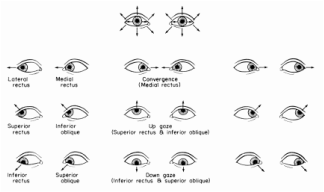 Lateral rectus
Medial rectus
Convergence
(Medial rectus)
Superior rectus
Inferior oblique
Up gaze
(Superior rectus & inferior oblique)
Inferior rectus
Superior oblique
Down gaze
(Inferior rectus & superior oblique)